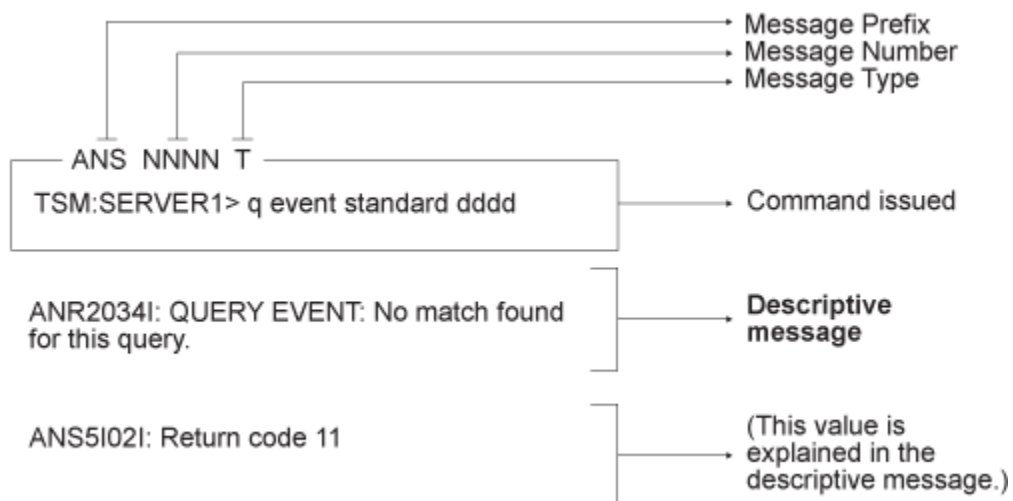 Message Prefix
Message Number
Message Type
ANS NNNN T
TSM:SERVER1> q event standard dddd
Command issued
ANR2034I: QUERY EVENT: No match found
for this query.
Descriptive
message
ANS5I02I: Return code 11
(This value is
explained in the
descriptive message.)